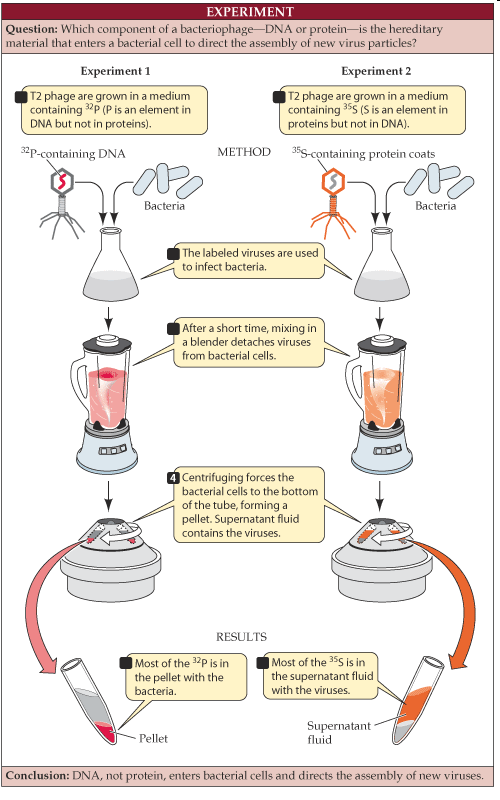 EXPERIMENT
Question: Which component of a bacteriophage—DNA or protein—is the hereditary
material that enters a bacterial cell to direct the assembly of new virus particles?
Experiment 1
T2 phage are grown in a medium
containing ³²P (P is an element in
DNA but not in proteins).
Experiment 2
T2 phage are grown in a medium
containing ³⁵S (S is an element in
proteins but not in DNA).
³²P-containing DNA
METHOD
³⁵S-containing protein coats
Bacteria
Bacteria
The labeled viruses are used
to infect bacteria.
After a short time, mixing in
a blender detaches viruses
from bacterial cells.
4 Centrifuging forces the
bacterial cells to the bottom
of the tube, forming a
pellet. Supernatant fluid
contains the viruses.
RESULTS
Most of the ³²P is in
the pellet with the
bacteria.
Most of the ³⁵S is in
the supernatant fluid
with the viruses.
Pellet
Supernatant
fluid
Conclusion: DNA, not protein, enters bacterial cells and directs the assembly of new viruses.